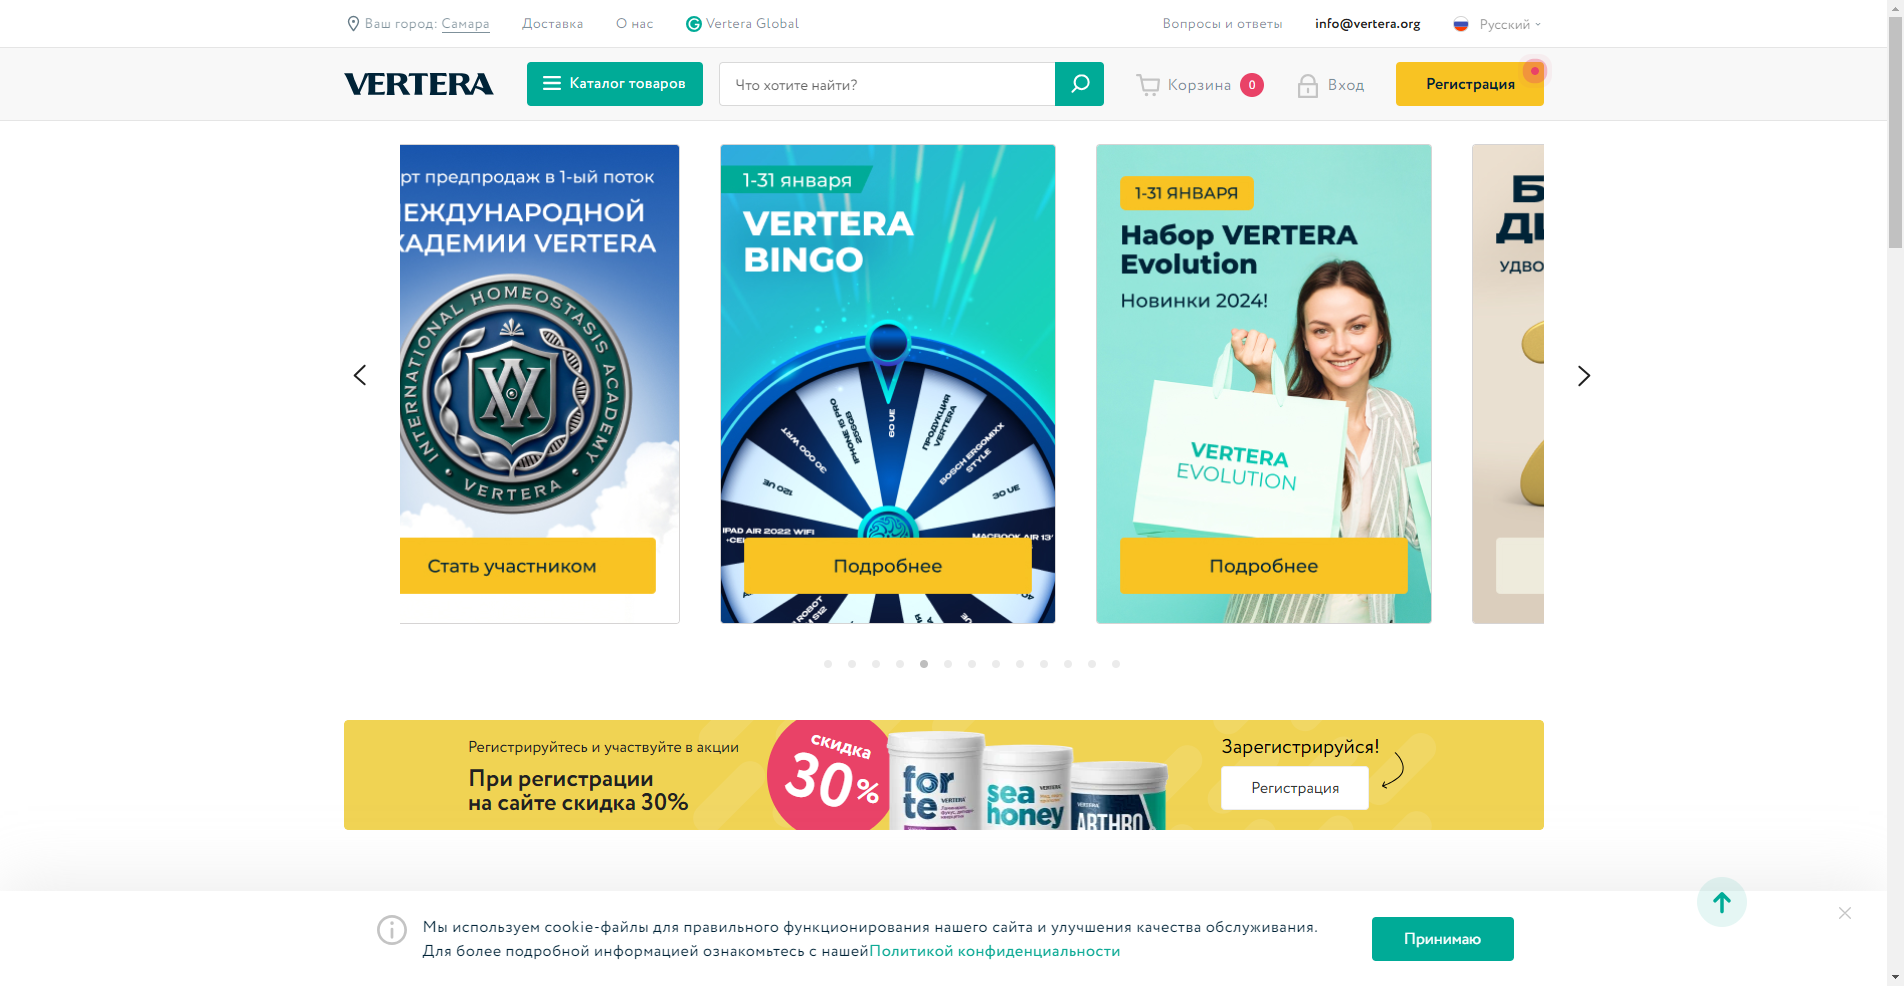 Ваш город: Самара
Доставка
О нас
Vertera Global
Вопросы и ответы
info@vertera.org
Русский
VERTERA
Каталог товаров
Что хотите найти?
Корзина
0
Вход
Регистрация
рт предпродаж в 1-ый поток
ЕЖДУНАРОДНОЙ
КАДЕМИИ VERTERA
INTERNATIONAL HOMEOSTASIS ACADEMY
VERTERA
Стать участником
1-31 января
VERTERA
BINGO
120 UE
30 000 WRT
IPHONE 15 PRO
256GB
60 UE
ПРОДУКЦИЯ
VERTERA
BOSCH ERGOMIXX
STYLE
30 UE
IPAD AIR 2022 WIFI
MACBOOK AIR 13"
Подробнее
1-31 ЯНВАРЯ
Набор VERTERA
Evolution
Новинки 2024!
VERTERA
EVOLUTION
Подробнее
УДВО
Регистрируйтесь и участвуйте в акции
При регистрации
на сайте скидка 30%
скидка
30%
forte
VERTERA
sea
honey
ARTHRO
Зарегистрируйся!
Регистрация
Мы используем cookie-файлы для правильного функционирования нашего сайта и улучшения качества обслуживания.
Для более подробной информацией ознакомьтесь с нашейПолитикой конфиденциальности
Принимаю